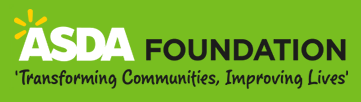 ASDA FOUNDATION
'Transforming Communities, Improving Lives'